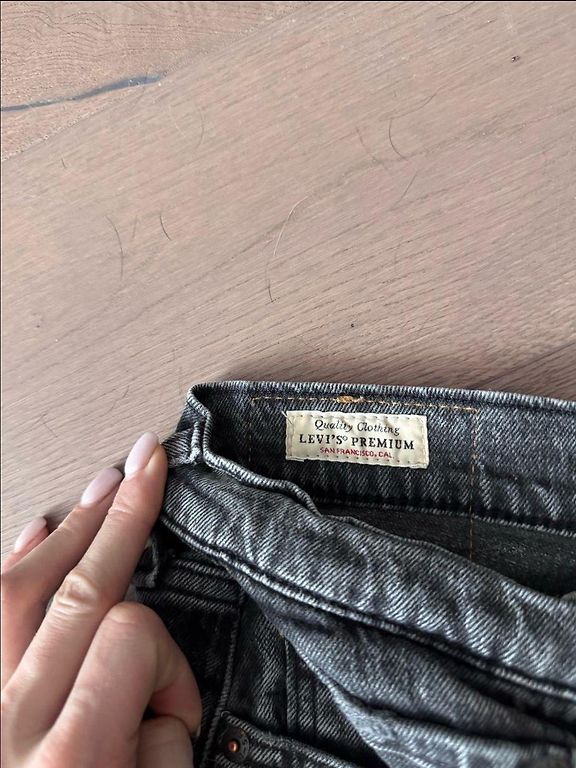 Quality Clothing
LEVI'S® PREMIUM
SAN FRANCISCO, CAL.